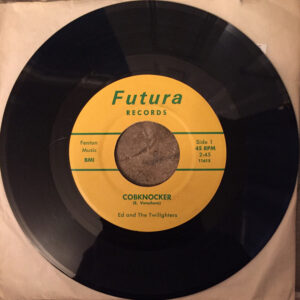 Futura
RECORDS
Fenton
Music
BMI
Side 1
45 RPM
2:45
COBKNOCKER
Ed and The Twilighters